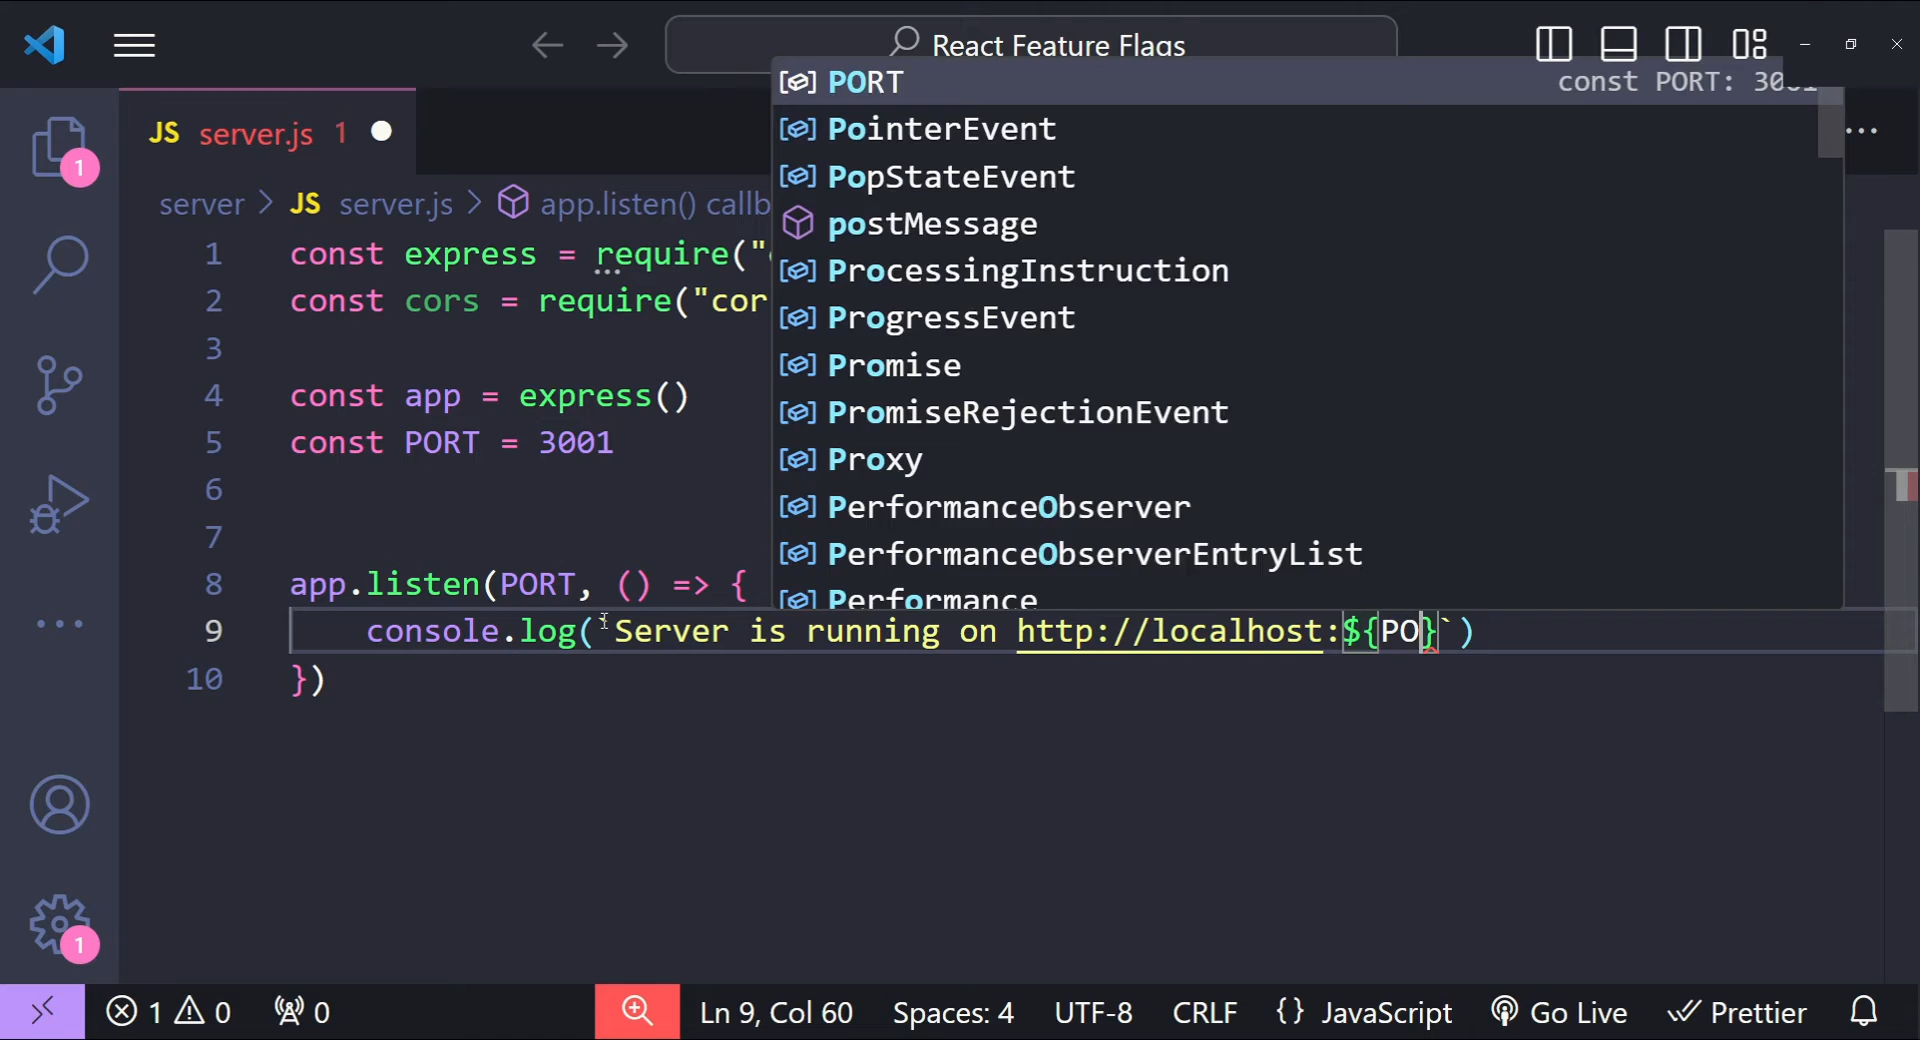 React Feature Flags
JS server.js 1
server > JS server.js > app.listen() callb
PORT const PORT: 3001
PointerEvent
PopStateEvent
postMessage
ProcessingInstruction
ProgressEvent
Promise
PromiseRejectionEvent
Proxy
PerformanceObserver
PerformanceObserverEntryList
Performance
1 const express = require("
2 const cors = require("cor
3
4 const app = express()
5 const PORT = 3001
6
7
8 app.listen(PORT, () => {
9 console.log(`Server is running on http://localhost:${PO}`)
10 })
1
1
1 0 0 Ln 9, Col 60 Spaces: 4 UTF-8 CRLF {} JavaScript Go Live Prettier